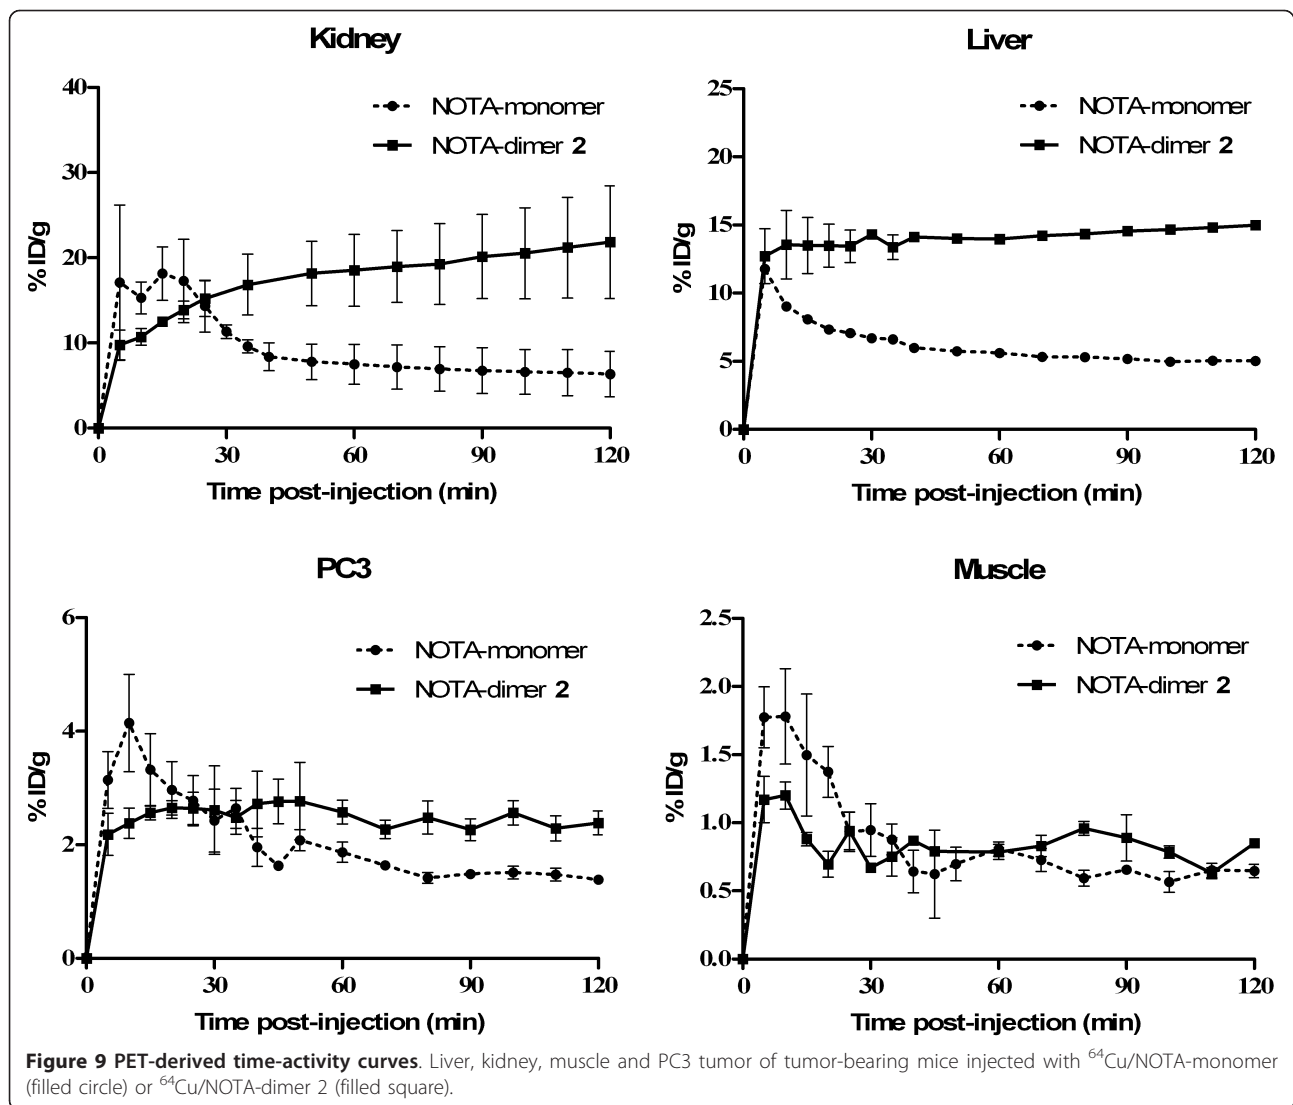 Kidney
40
30
20
10
0
%ID/g
NOTA-monomer
NOTA-dimer 2
0 30 60 90 120
Time post-injection (min)
Liver
25
20
15
10
5
0
%ID/g
NOTA-monomer
NOTA-dimer 2
0 30 60 90 120
Time post-injection (min)
PC3
6
4
2
0
%ID/g
NOTA-monomer
NOTA-dimer 2
0 30 60 90 120
Time post-injection (min)
Muscle
2.5
2.0
1.5
1.0
0.5
0.0
%ID/g
NOTA-monomer
NOTA-dimer 2
0 30 60 90 120
Time post-injection (min)
Figure 9 PET-derived time-activity curves. Liver, kidney, muscle and PC3 tumor of tumor-bearing mice injected with ⁶⁴Cu/NOTA-monomer
(filled circle) or ⁶⁴Cu/NOTA-dimer 2 (filled square).